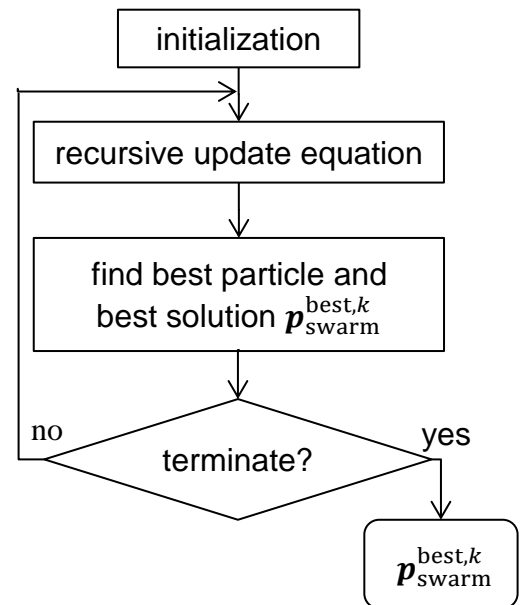 initialization
recursive update equation
find best particle and
best solution 𝒑_swarm^best,𝑘
no
terminate?
yes
𝒑_swarm^best,𝑘